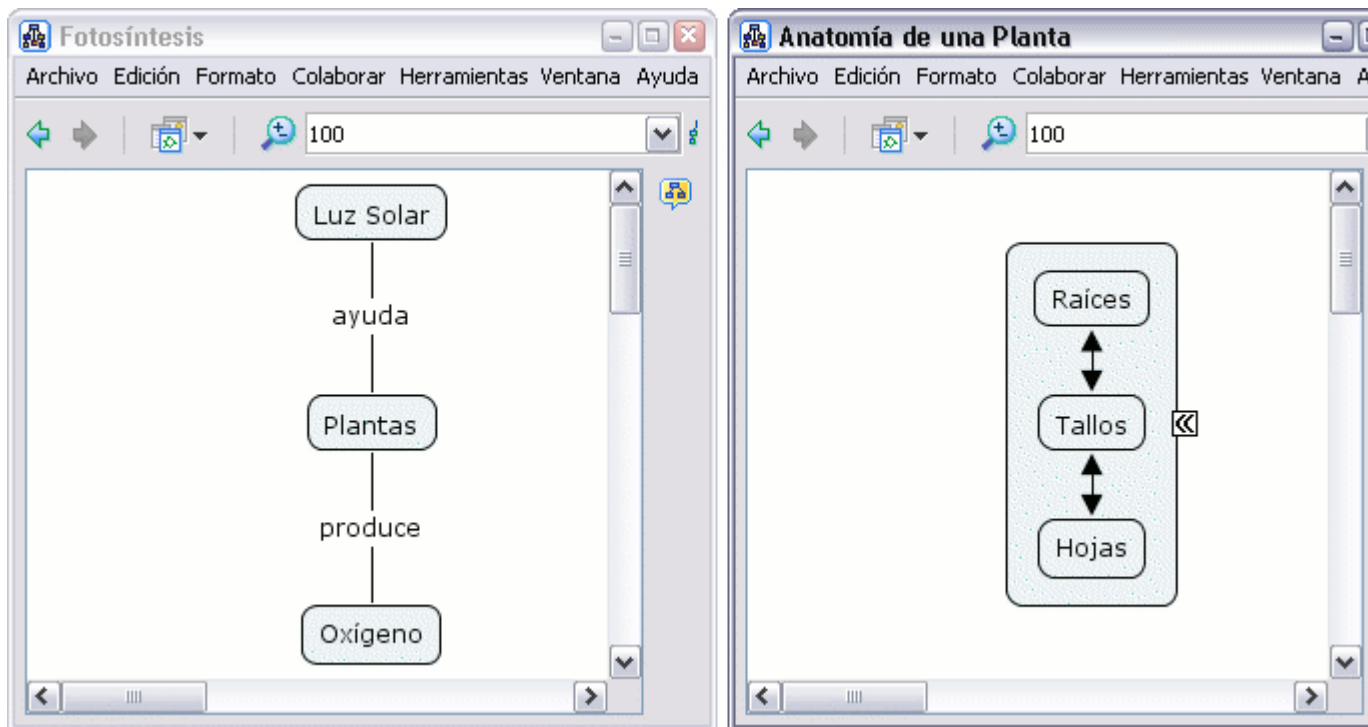 Fotosíntesis
Archivo Edición Formato Colaborar Herramientas Ventana Ayuda
100
Luz Solar
ayuda
Plantas
produce
Oxígeno
Anatomía de una Planta
Archivo Edición Formato Colaborar Herramientas Ventana A
100
Raíces
Tallos
Hojas